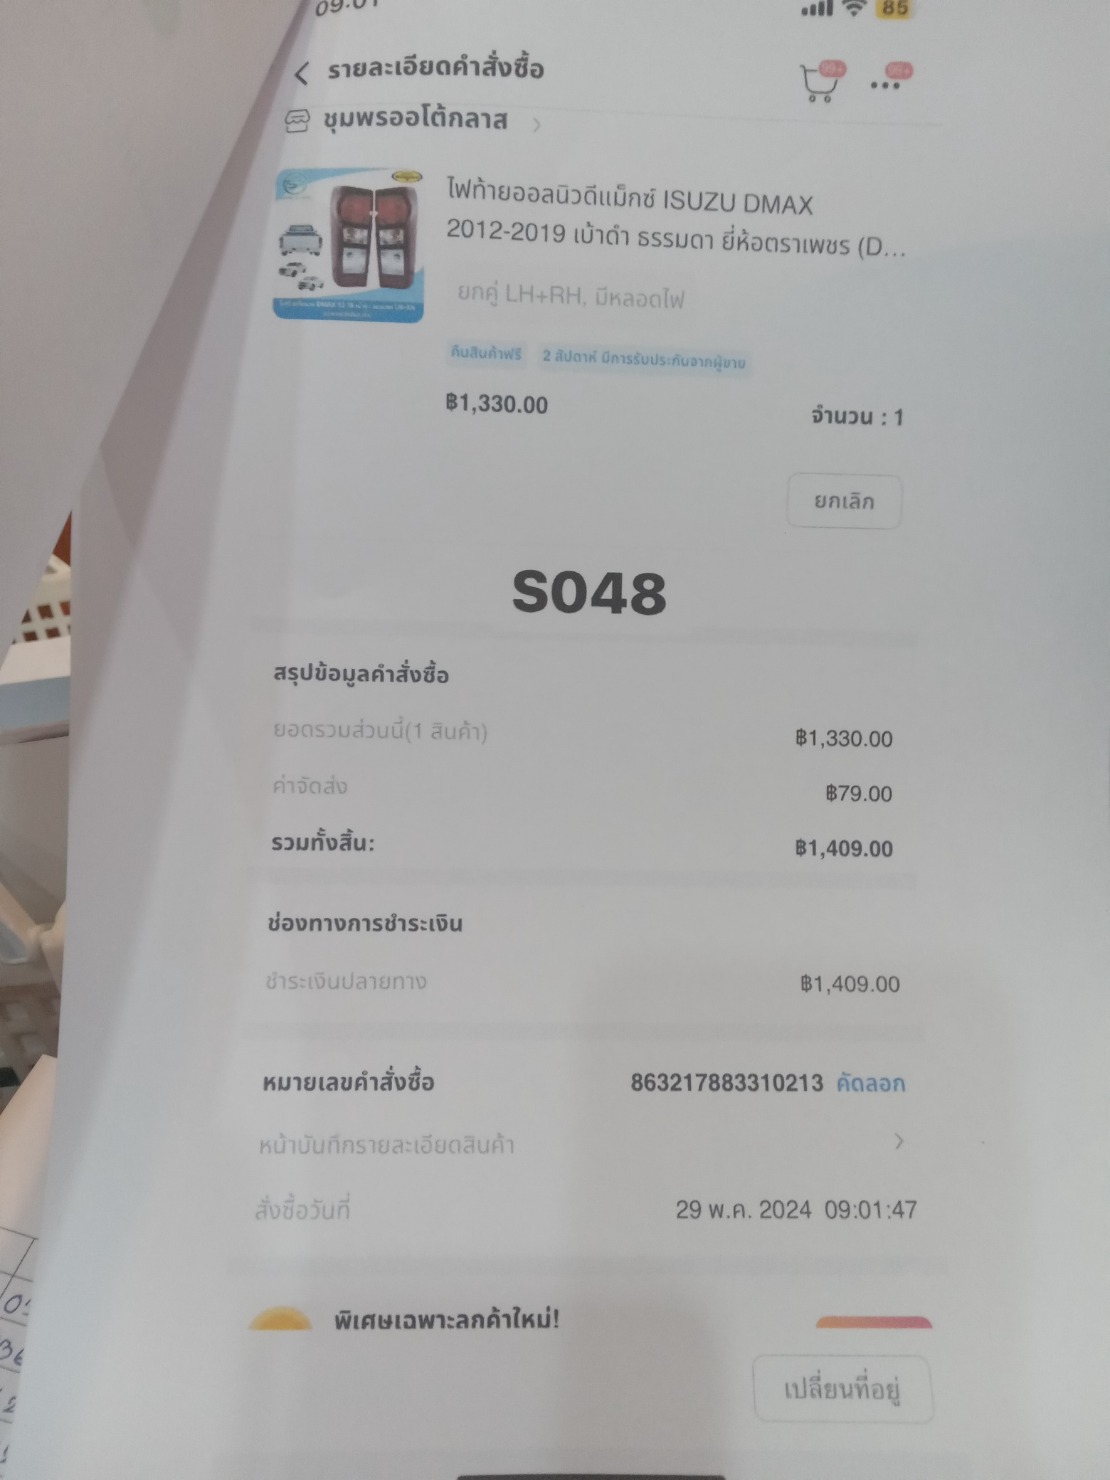 09:01
85
รายละเอียดคำสั่งซื้อ
99+
99+
ชุมพรออโต้กลาส
ไฟท้ายออลนิวดีแม็กซ์ ISUZU DMAX
2012-2019 เบ้าดำ ธรรมดา ยี่ห้อตราเพชร (D...
ยกคู่ LH+RH, มีหลอดไฟ
คืนสินค้าฟรี 2 สัปดาห์ มีการรับประกันจากผู้ขาย
฿1,330.00
จำนวน : 1
ยกเลิก
S048
สรุปข้อมูลคำสั่งซื้อ
ยอดรวมส่วนนี้(1 สินค้า) ฿1,330.00
ค่าจัดส่ง ฿79.00
รวมทั้งสิ้น: ฿1,409.00
ช่องทางการชำระเงิน
ชำระเงินปลายทาง ฿1,409.00
หมายเลขคำสั่งซื้อ 863217883310213 คัดลอก
หน้าบันทึกรายละเอียดสินค้า
สั่งซื้อวันที่ 29 พ.ค. 2024 09:01:47
พิเศษเฉพาะลูกค้าใหม่!
เปลี่ยนที่อยู่